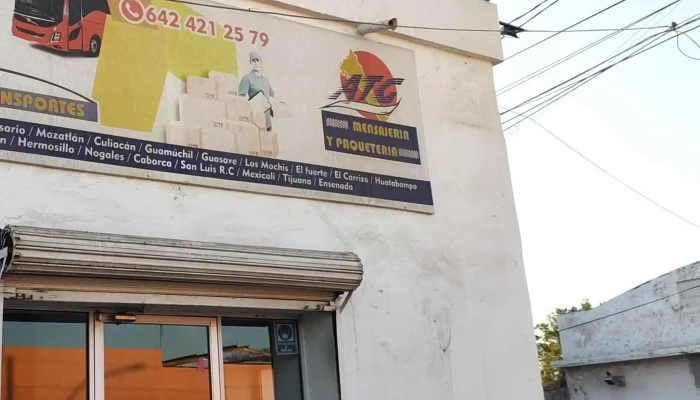 642 421 25 79
NSPORTES
ATG
MENSAJERIA
Y PAQUETERIA
sario / Mazatlán / Culiacán / Guamúchil / Guasave / Los Mochis / El fuerte / El Carrizo / Huatabampo
n / Hermosillo / Nogales / Caborca / San Luis R.C / Mexicali / Tijuana / Ensenada